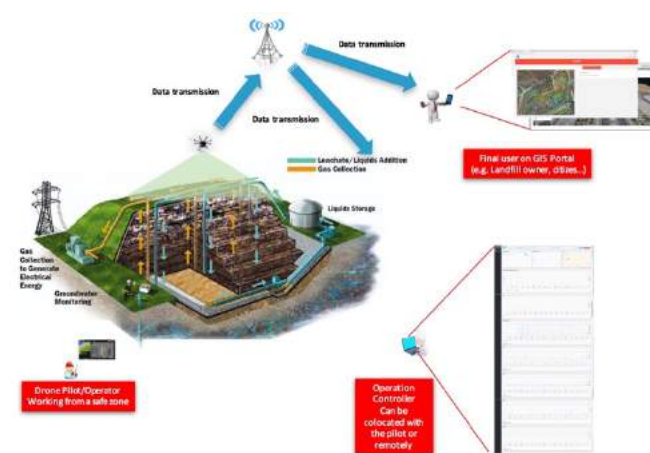 Data transmission
Data transmission
Data transmission
Leachate/Liquids Addition
Gas Collection
Liquids Storage
Gas
Collection
to Generate
Electrical
Energy
Groundwater
Monitoring
Final user on GIS Portal
(e.g. Landfill owner, citizes...)
Drone Pilot/Operator
Working from a safe zone
Operation
Controller
Can be
colocated with
the pilot or
remotely